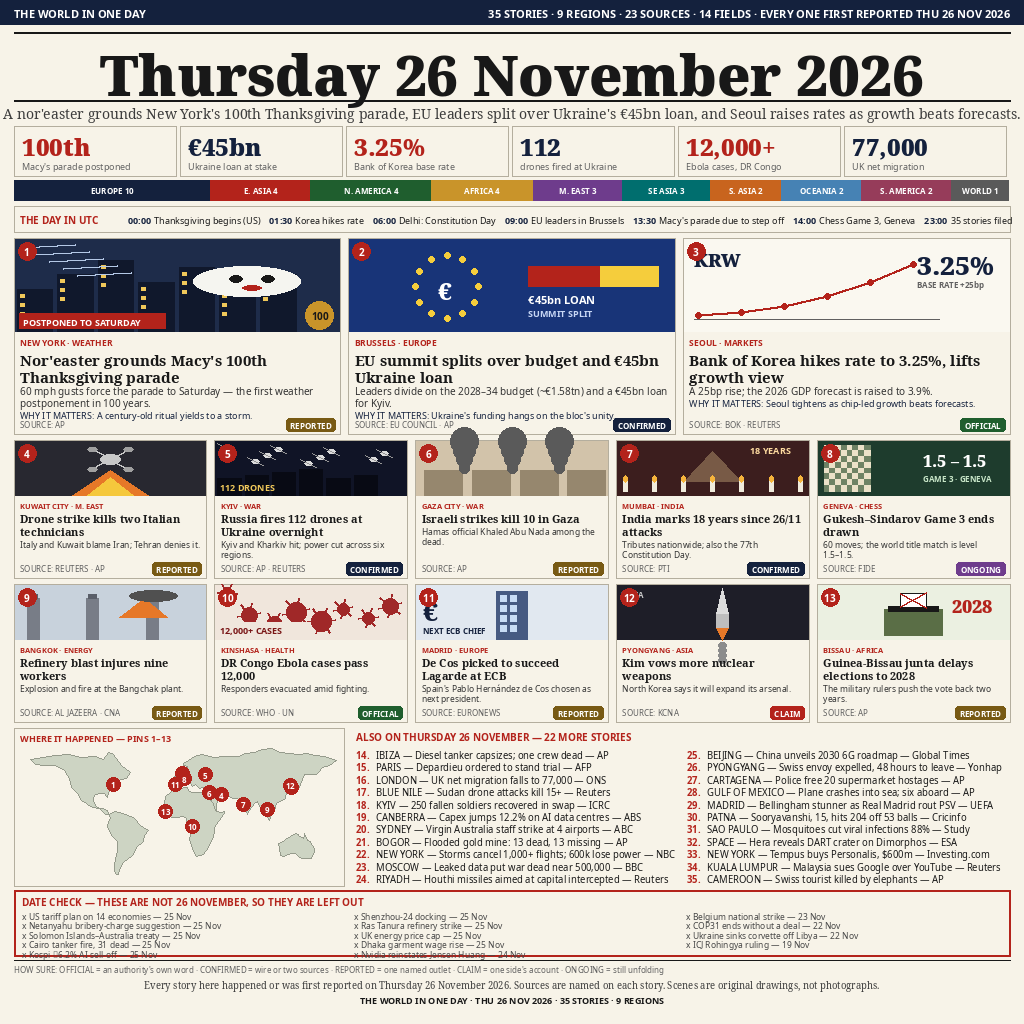 THE WORLD IN ONE DAY
35 STORIES · 9 REGIONS · 23 SOURCES · 14 FIELDS · EVERY ONE FIRST REPORTED THU 26 NOV 2026
Thursday 26 November 2026
A nor'easter grounds New York's 100th Thanksgiving parade, EU leaders split over Ukraine's €45bn loan, and Seoul raises rates as growth beats forecasts.
100th
Macy's parade postponed
€45bn
Ukraine loan at stake
3.25%
Bank of Korea base rate
112
drones fired at Ukraine
12,000+
Ebola cases, DR Congo
77,000
UK net migration
EUROPE 10
E. ASIA 4
N. AMERICA 4
AFRICA 4
M. EAST 3
SE ASIA 3
S. ASIA 2
OCEANIA 2
S. AMERICA 2
WORLD 1
THE DAY IN UTC
00:00 Thanksgiving begins (US)
01:30 Korea hikes rate
06:00 Delhi: Constitution Day
09:00 EU leaders in Brussels
13:30 Macy's parade due to step off
14:00 Chess Game 3, Geneva
23:00 35 stories filed
1
POSTPONED TO SATURDAY
100
NEW YORK · WEATHER
Nor'easter grounds Macy's 100th
Thanksgiving parade
60 mph gusts force the parade to Saturday — the first weather
postponement in 100 years.
WHY IT MATTERS: A century-old ritual yields to a storm.
SOURCE: AP
REPORTED
2
€
€45bn LOAN
SUMMIT SPLIT
BRUSSELS · EUROPE
EU summit splits over budget and €45bn
Ukraine loan
Leaders divide on the 2028–34 budget (~€1.58tn) and a €45bn loan
for Kyiv.
WHY IT MATTERS: Ukraine's funding hangs on the bloc's unity.
SOURCE: EU COUNCIL · AP
CONFIRMED
3
KRW
3.25%
BASE RATE +25bp
SEOUL · MARKETS
Bank of Korea hikes rate to 3.25%, lifts
growth view
A 25bp rise; the 2026 GDP forecast is raised to 3.9%.
WHY IT MATTERS: Seoul tightens as chip-led growth beats forecasts.
SOURCE: BOK · REUTERS
OFFICIAL
4
KUWAIT CITY · M. EAST
Drone strike kills two Italian
technicians
Italy and Kuwait blame Iran; Tehran denies it.
SOURCE: REUTERS · AP
REPORTED
5
112 DRONES
KYIV · WAR
Russia fires 112 drones at
Ukraine overnight
Kyiv and Kharkiv hit; power cut across six
regions.
SOURCE: AP · REUTERS
CONFIRMED
6
GAZA CITY · WAR
Israeli strikes kill 10 in Gaza
Hamas official Khaled Abu Nada among the
dead.
SOURCE: AP
REPORTED
7
18 YEARS
MUMBAI · INDIA
India marks 18 years since 26/11
attacks
Tributes nationwide; also the 77th
Constitution Day.
SOURCE: PTI
CONFIRMED
8
1.5 – 1.5
GAME 3 · GENEVA
GENEVA · CHESS
Gukesh–Sindarov Game 3 ends
drawn
60 moves; the world title match is level
1.5–1.5.
SOURCE: FIDE
ONGOING
9
BANGKOK · ENERGY
Refinery blast injures nine
workers
Explosion and fire at the Bangchak plant.
SOURCE: AL JAZEERA · CNA
REPORTED
10
12,000+ CASES
KINSHASA · HEALTH
DR Congo Ebola cases pass
12,000
Responders evacuated amid fighting.
SOURCE: WHO · UN
OFFICIAL
11
€
NEXT ECB CHIEF
MADRID · EUROPE
De Cos picked to succeed
Lagarde at ECB
Spain's Pablo Hernández de Cos chosen as
next president.
SOURCE: EURONEWS
REPORTED
12
PYONGYANG · ASIA
Kim vows more nuclear
weapons
North Korea says it will expand its arsenal.
SOURCE: KCNA
CLAIM
13
2028
BISSAU · AFRICA
Guinea-Bissau junta delays
elections to 2028
The military rulers push the vote back two
years.
SOURCE: AP
REPORTED
WHERE IT HAPPENED — PINS 1–13
1
8
11
5
6
4
7
9
12
13
10
ALSO ON THURSDAY 26 NOVEMBER — 22 MORE STORIES
14. IBIZA — Diesel tanker capsizes; one crew dead — AP
15. PARIS — Depardieu ordered to stand trial — AFP
16. LONDON — UK net migration falls to 77,000 — ONS
17. BLUE NILE — Sudan drone attacks kill 15+ — Reuters
18. KYIV — 250 fallen soldiers recovered in swap — ICRC
19. CANBERRA — Capex jumps 12.2% on AI data centres — ABS
20. SYDNEY — Virgin Australia staff strike at 4 airports — ABC
21. BOGOR — Flooded gold mine: 13 dead, 13 missing — AP
22. NEW YORK — Storms cancel 1,000+ flights; 600k lose power — NBC
23. MOSCOW — Leaked data put war dead near 500,000 — BBC
24. RIYADH — Houthi missiles aimed at capital intercepted — Reuters
25. BEIJING — China unveils 2030 6G roadmap — Global Times
26. PYONGYANG — Swiss envoy expelled, 48 hours to leave — Yonhap
27. CARTAGENA — Police free 20 supermarket hostages — AP
28. GULF OF MEXICO — Plane crashes into sea; six aboard — AP
29. MADRID — Bellingham stunner as Real Madrid rout PSV — UEFA
30. PATNA — Sooryavanshi, 15, hits 204 off 53 balls — Cricinfo
31. SAO PAULO — Mosquitoes cut viral infections 88% — Study
32. SPACE — Hera reveals DART crater on Dimorphos — ESA
33. NEW YORK — Tempus buys Personalis, $600m — Investing.com
34. KUALA LUMPUR — Malaysia sues Google over TikTok — Reuters
35. CAMEROON — Swiss tourist killed by elephants — AP
DATE CHECK — THESE ARE NOT 26 NOVEMBER, SO THEY ARE LEFT OUT
x US tariff plan on 14 economies — 25 Nov
x Netanyahu bribery-charge suggestion — 25 Nov
x Solomon Islands–Australia treaty — 25 Nov
x Cairo tanker fire, 31 dead — 25 Nov
x Kospi 6.2% AI sell-off — 25 Nov
x Shenzhou-24 docking — 25 Nov
x Ras Tanura refinery strike — 25 Nov
x UK energy price cap — 25 Nov
x Dhaka garment wage rise — 25 Nov
x Nvidia reinstates Jensen Huang — 24 Nov
x Belgium national strike — 23 Nov
x COP31 ends without a deal — 22 Nov
x Ukraine sinks corvette off Libya — 22 Nov
x ICJ Rohingya ruling — 19 Nov
HOW SURE: OFFICIAL = an authority's own word · CONFIRMED = wire or two sources · REPORTED = one named outlet · CLAIM = one side's account · ONGOING = still unfolding
Every story here happened or was first reported on Thursday 26 November 2026. Sources are named on each story. Scenes are original drawings, not photographs.
THE WORLD IN ONE DAY · THU 26 NOV 2026 · 35 STORIES · 9 REGIONS